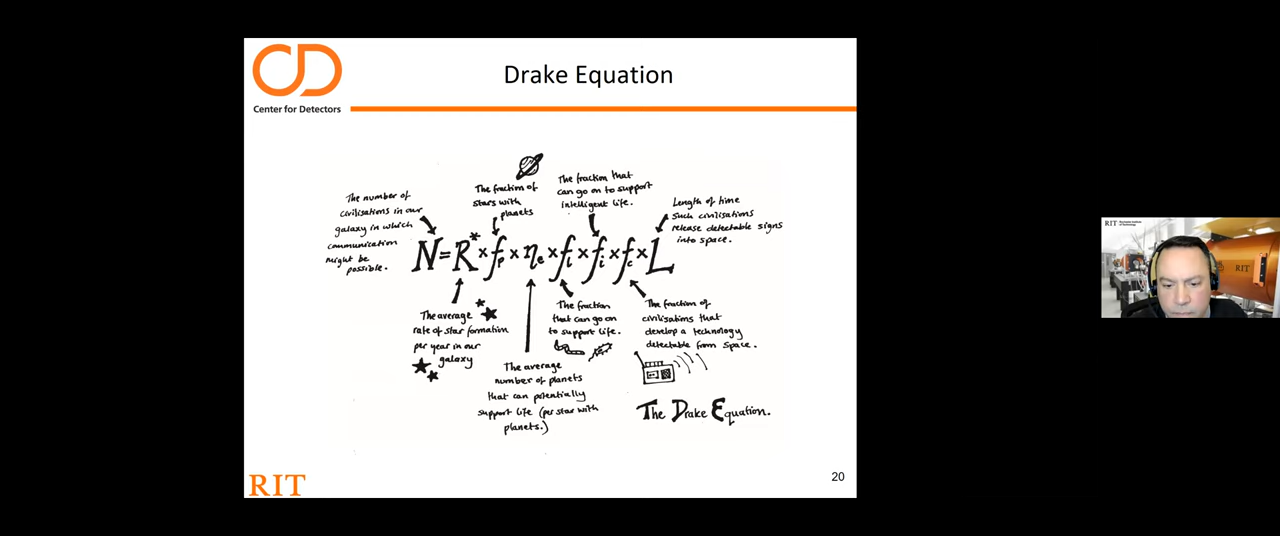 Center for Detectors
Drake Equation
The number of
civilisations in our
galaxy in which
communication
might be
possible.
The fraction of
stars with
planets
The fraction that
can go on to support
intelligent life.
Length of time
such civilisations
release detectable signs
into space.
N=R*×fp×ηe×fl×fi×fc×L
The average
rate of star formation
per year in our
galaxy
The average
number of planets
that can potentially
support life (per star with
planets.)
The fraction
that can go on
to support life.
The fraction of
civilisations that
develop a technology
detectable from space.
The Drake Equation.
RIT
20
RIT
RIT